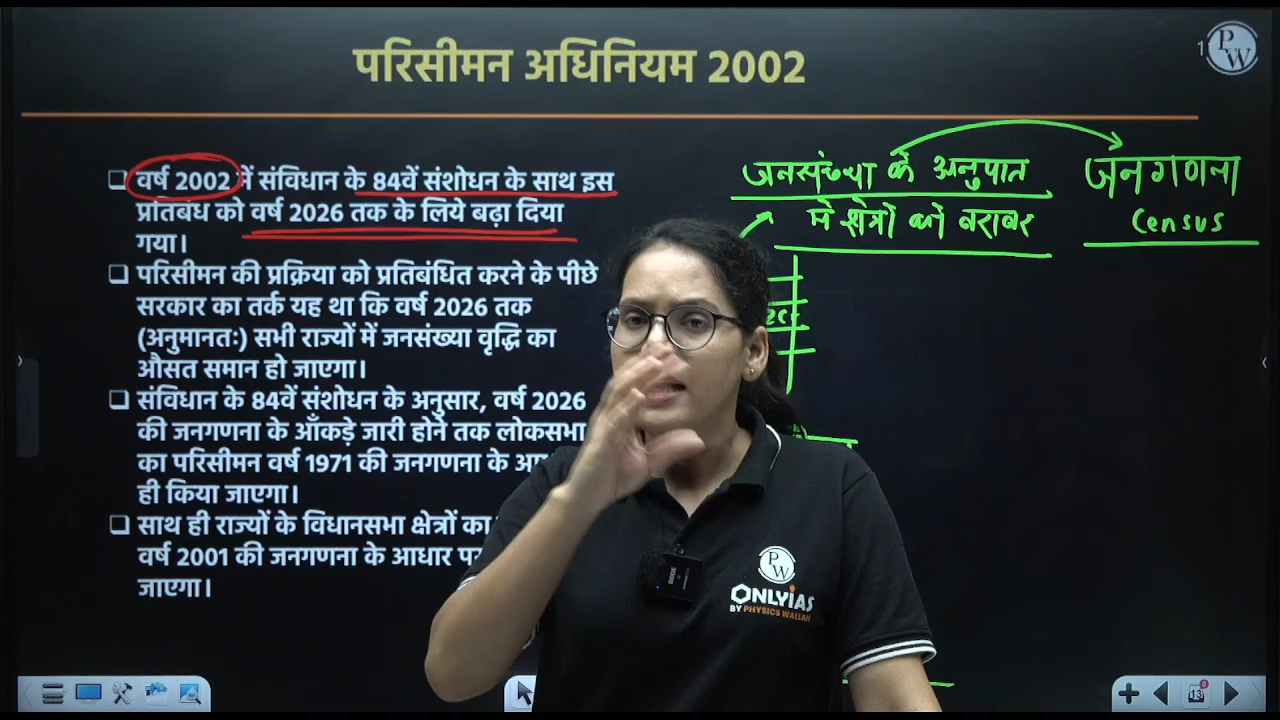 परिसीमन अधिनियम 2002
PW
वर्ष 2002 में संविधान के 84वें संशोधन के साथ इस
प्रतिबंध को वर्ष 2026 तक के लिये बढ़ा दिया
गया।
परिसीमन की प्रक्रिया को प्रतिबंधित करने के पीछे
सरकार का तर्क यह था कि वर्ष 2026 तक
(अनुमानतः) सभी राज्यों में जनसंख्या वृद्धि का
औसत समान हो जाएगा।
संविधान के 84वें संशोधन के अनुसार, वर्ष 2026
की जनगणना के आँकड़े जारी होने तक लोकसभा
का परिसीमन वर्ष 1971 की जनगणना के
ही किया जाएगा।
साथ ही राज्यों के विधानसभा क्षेत्रों का
वर्ष 2001 की जनगणना के आधार
जाएगा।
जनसंख्या के अनुपात
में क्षेत्रों को बराबर
जनगणना
Census
PW
ONLYIAS
BY PHYSICS WALLAH
13